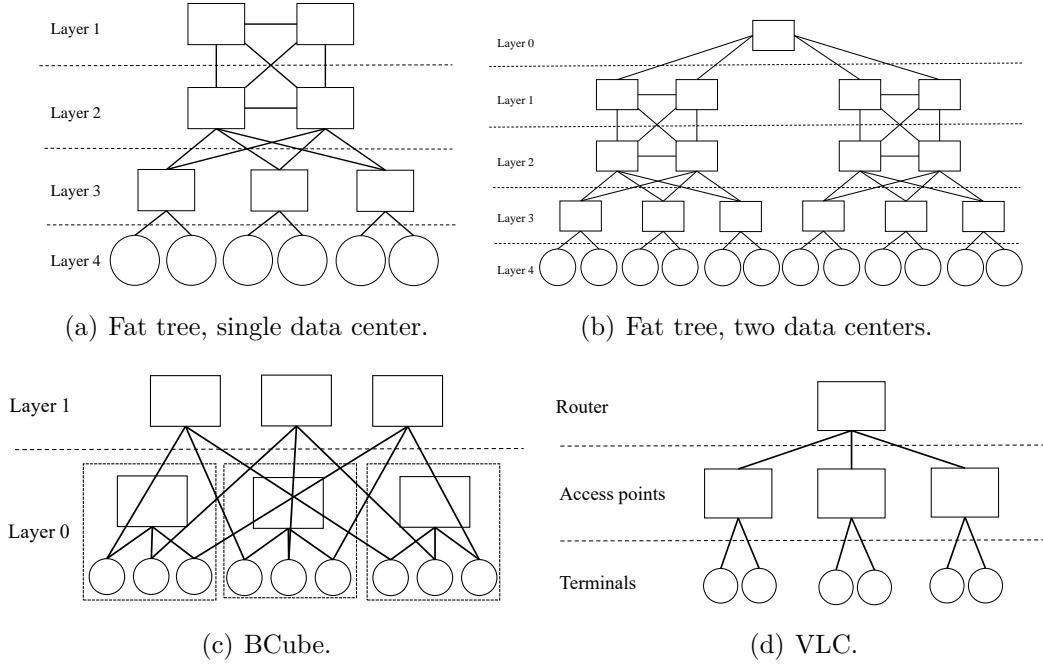 Layer 1
Layer 2
Layer 3
Layer 4
(a) Fat tree, single data center.
Layer 0
Layer 1
Layer 2
Layer 3
Layer 4
(b) Fat tree, two data centers.
Layer 1
Layer 0
(c) BCube.
Router
Access points
Terminals
(d) VLC.